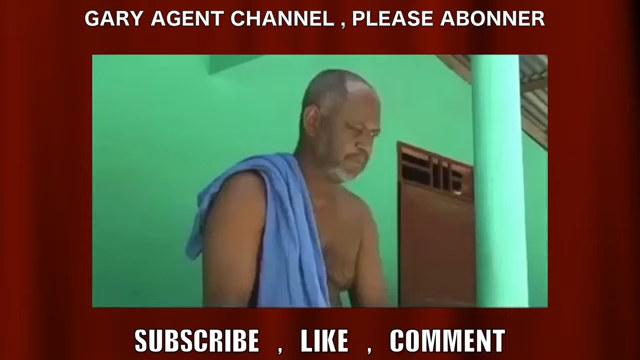 GARY AGENT CHANNEL , PLEASE ABONNER
SUBSCRIBE , LIKE , COMMENT